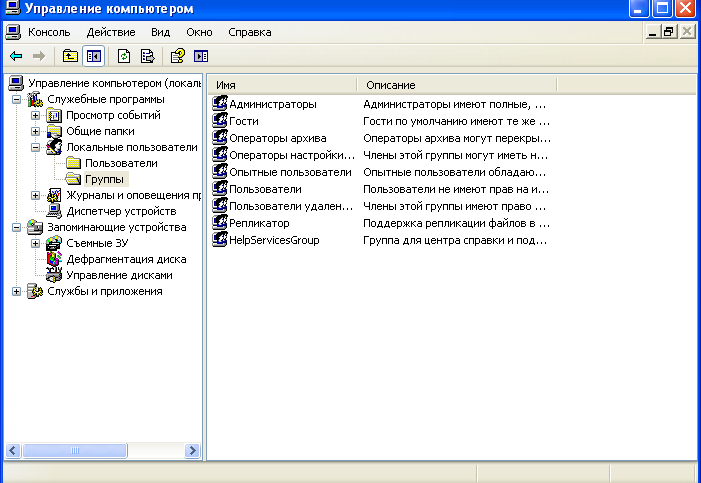 Управление компьютером
Консоль Действие Вид Окно Справка
Управление компьютером (локаль
Служебные программы
Просмотр событий
Общие папки
Локальные пользователи
Пользователи
Группы
Журналы и оповещения пр
Диспетчер устройств
Запоминающие устройства
Съемные ЗУ
Дефрагментация диска
Управление дисками
Службы и приложения
Имя Описание
Администраторы Администраторы имеют полные, ...
Гости Гости по умолчанию имеют те же ...
Операторы архива Операторы архива могут перекры...
Операторы настройки... Члены этой группы могут иметь н...
Опытные пользователи Опытные пользователи обладаю...
Пользователи Пользователи не имеют прав на и...
Пользователи удален... Члены этой группы имеют право ...
Репликатор Поддержка репликации файлов в ...
HelpServicesGroup Группа для центра справки и под...